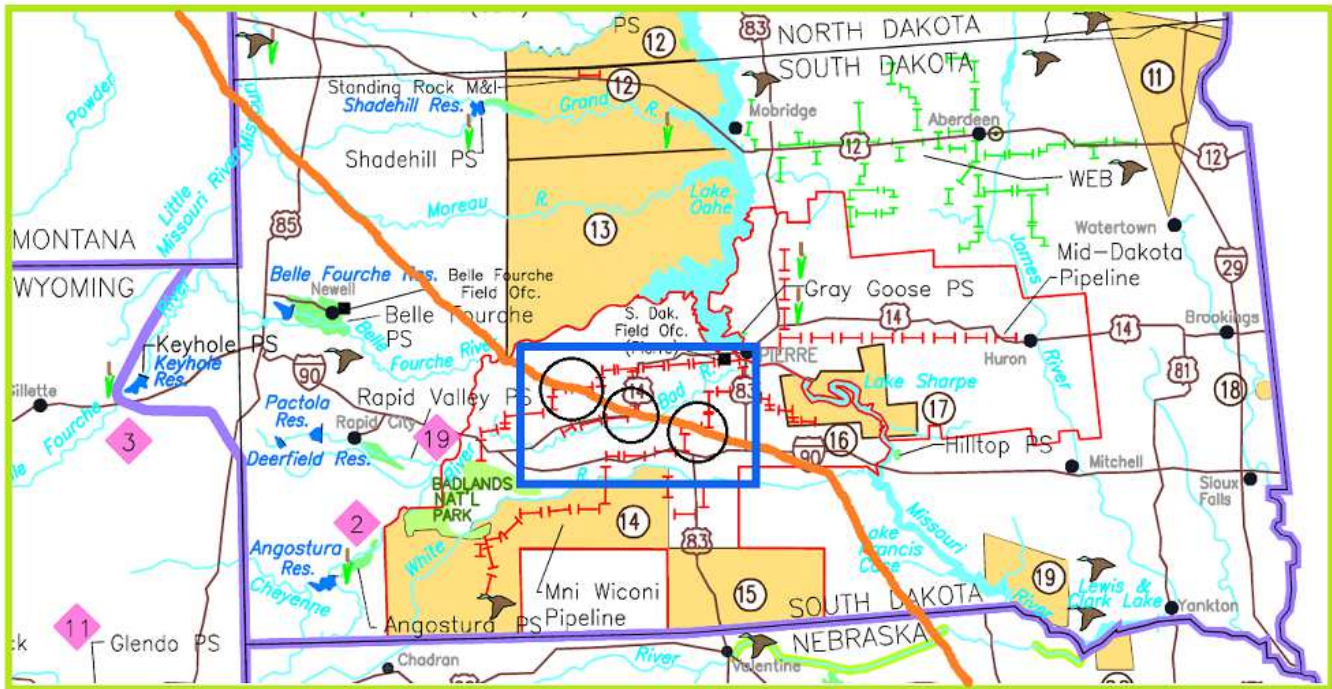 PS
12
83
NORTH DAKOTA
SOUTH DAKOTA
11
Standing Rock M&I
12
Shadehill Res.
Grand R.
Mobridge
Aberdeen
Powder
Shadehill PS
12
12
WEB
Little
Missouri River
Moreau R.
Lake
Oahe
13
85
MONTANA
WYOMING
Watertown
James
River
Mid-Dakota
Pipeline
29
Belle Fourche Res.
Newell
Belle Fourche
Field Ofc.
Belle Fourche
PS
Belle
Fourche River
Gray Goose PS
S. Dak.
Field Ofc.
(Pierre)
PIERRE
14
14
Brookings
Huron
Keyhole PS
Keyhole
Res.
90
Gillette
Fourche
3
Pactola
Res.
Rapid Valley PS
Rapid City
Deerfield Res.
19
14
Bad R.
83
Lake Sharpe
81
18
17
16
90
Hilltop PS
Mitchell
Sioux
Falls
River
R.
BADLANDS
NAT'L
PARK
2
14
83
Missouri
River
Lake
Francis
Case
Angostura
Res.
Cheyenne
White
Mni Wiconi
Pipeline
15
19
Lewis &
Clark Lake
Yankton
SOUTH DAKOTA
NEBRASKA
Angostura PS
11
Glendo PS
Chadron
River
Valentine